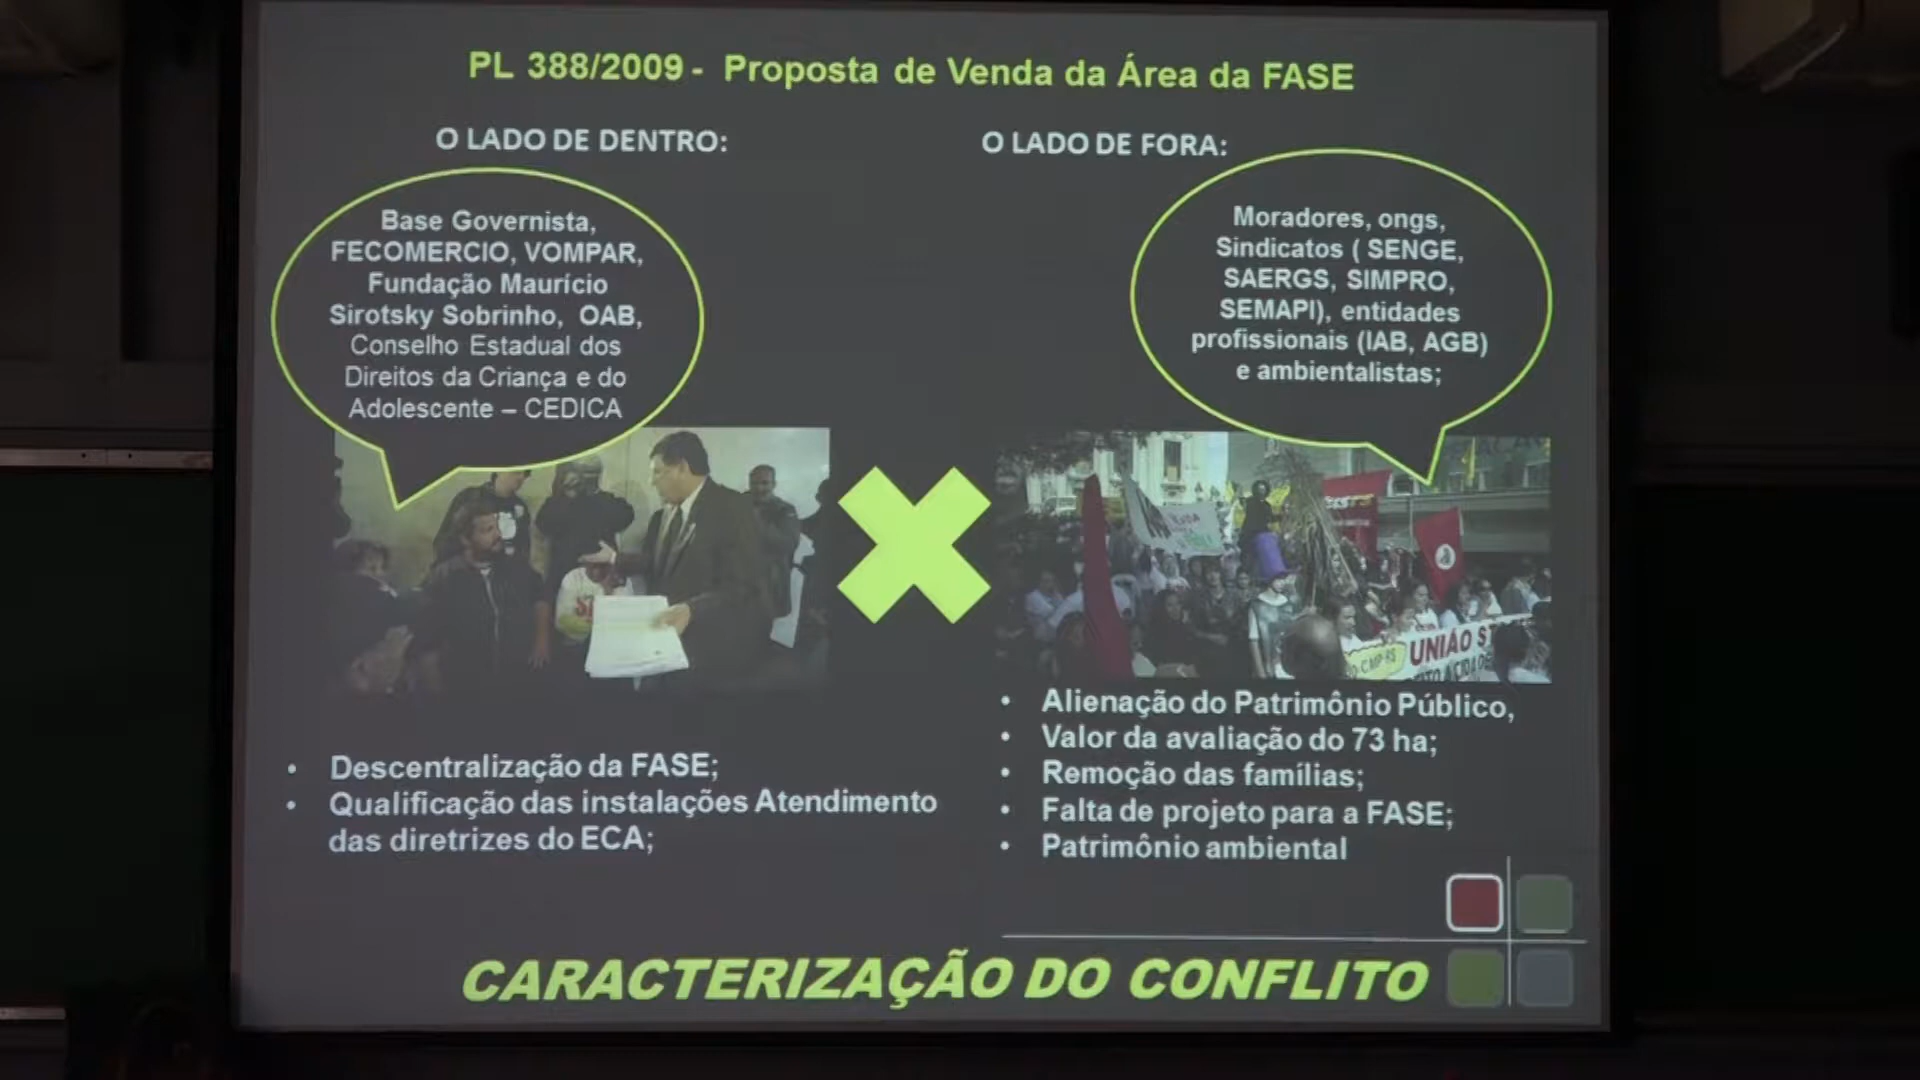 PL 388/2009 - Proposta de Venda da Área da FASE
O LADO DE DENTRO:
Base Governista,
FECOMERCIO, VOMPAR,
Fundação Maurício
Sirotsky Sobrinho, OAB,
Conselho Estadual dos
Direitos da Criança e do
Adolescente – CEDICA
• Descentralização da FASE;
• Qualificação das instalações Atendimento
das diretrizes do ECA;
O LADO DE FORA:
Moradores, ongs,
Sindicatos ( SENGE,
SAERGS, SIMPRO,
SEMAPI), entidades
profissionais (IAB, AGB)
e ambientalistas;
UNIÃO
CMP-RS
• Alienação do Patrimônio Público,
• Valor da avaliação do 73 ha;
• Remoção das famílias;
• Falta de projeto para a FASE;
• Patrimônio ambiental
CARACTERIZAÇÃO DO CONFLITO